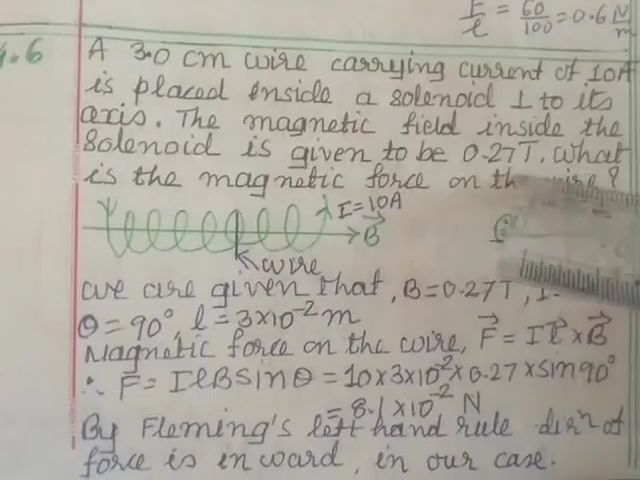 F/l = 60/100 = 0.6 N/m
4.6 A 3.0 cm wire carrying current of 10A
is placed inside a solenoid ⊥ to its
axis. The magnetic field inside the
solenoid is given to be 0.27T. What
is the magnetic force on th wire?
I=10A
B⃗
wire
we are given that, B=0.27T, I-
θ=90°, l=3×10⁻² m
Magnetic force on the wire, F⃗ = I l⃗ × B⃗
∴ F = IlB sinθ = 10×3×10⁻²×0.27×sin90°
= 8.1×10⁻² N
By Fleming's left hand rule dirⁿ of
force is inward, in our case.